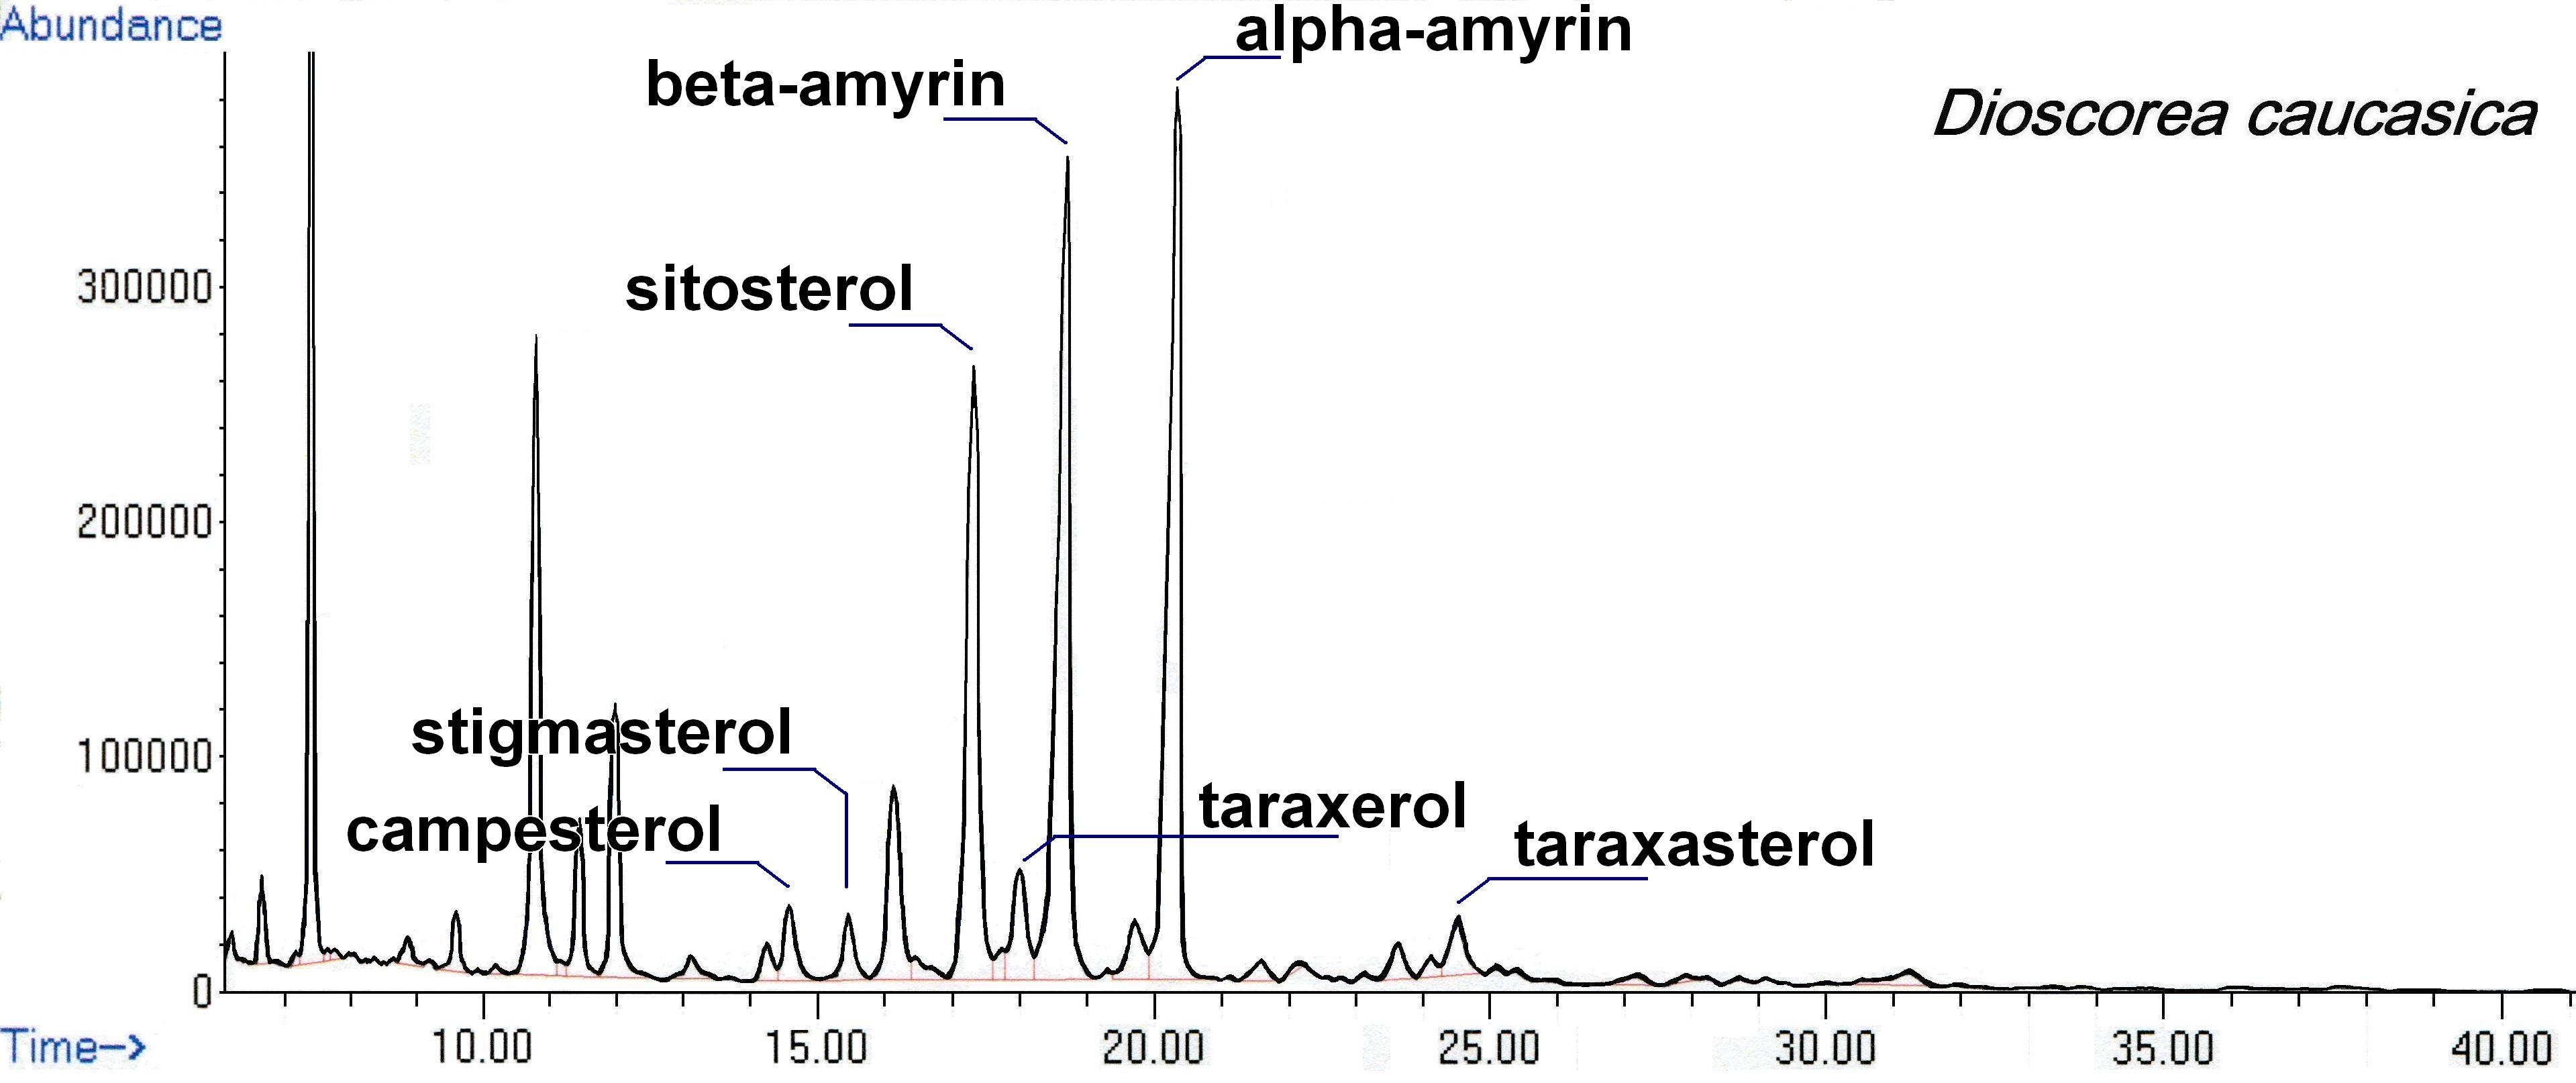 Abundance
alpha-amyrin
beta-amyrin
Dioscorea caucasica
300000
sitosterol
200000
stigmasterol
100000
taraxerol
campesterol
taraxasterol
0
Time-->
10.00
15.00
20.00
25.00
30.00
35.00
40.00